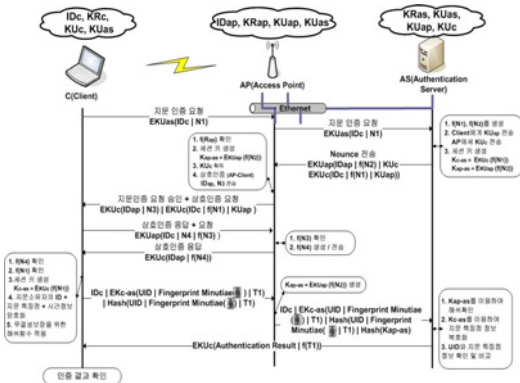 IDc, KRc,
KUc, KUas
IDap, KRap, KUap, KUas
KRas, KUas,
KUap, KUc
C(Client)
AP(Access Point)
AS(Authentication
Server)
Ethernet
지문 인증 요청
EKUas(IDc | N1)
지문 인증 요청
EKUas(IDc | N1)
1. f(N1), f(N2)를 생성
2. Client에게 KUap 전송
AP에게 KUc 전송
3. 세션 키 생성
Kc-as = EKUc (f(N1))
Kap-as = EKUap (f(N2))
Nounce 전송
EKUap(IDap | f(N2) | KUc
EKUc(IDc | f(N1) | KUap))
1. f(Rap) 확인
2. 세션 키 생성
Kap-as = EKUap (f(N2))
3. KUc 획득
4. 상호인증 (AP-Client)
IDap, N3 전송
지문인증 요청 승인 + 상호인증 요청
EKUc(IDap | N3 ) | EKUc(IDc | f(N1) | KUap )
상호인증 응답 + 요청
EKUap(IDc | N4 | f(N3) )
상호인증 응답
EKUc(IDap | f(N4))
1. f(N3) 확인
2. f(N4) 생성 / 전송
1. f(N4) 확인
2. f(N1) 확인
3.세션 키 생성
Kc-as = EKUc (f(N1))
4. 지문소유자의 ID +
지문 특징점 + 시간정보
암호화
5. 무결성보장을 위한
해쉬함수 적용
IDc | EKc-as(UID | Fingerprint Minutiae | T1)
| Hash(UID | Fingerprint Minutiae | T1)
Kap-as = EKUap (f(N2)) 생성
IDc | EKc-as(UID | Fingerprint Minutiae
( ) | T1) | Hash(UID | Fingerprint
Minutiae( | T1) | Hash(Kap-as)
1. Kap-as를 이용하여
해쉬확인
2. Kc-as를 이용하여
지문 특징점 정보
복호화
3. UID와 지문 특징점
정보 확인 및 비교
EKUc(Authentication Result | f(T1))
인증 결과 확인